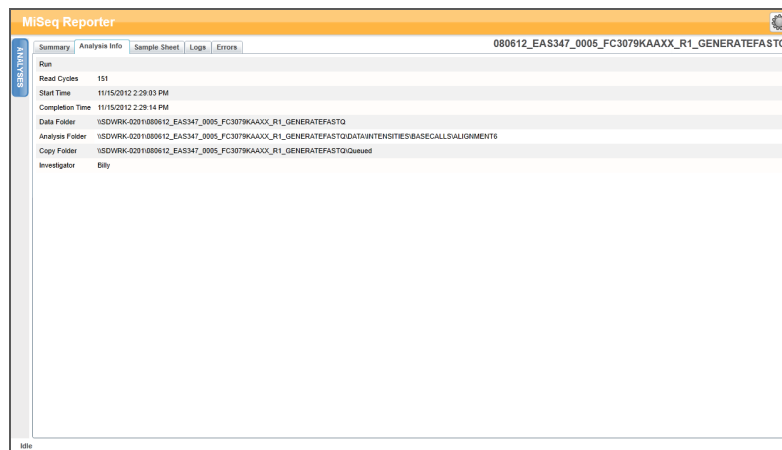 MiSeq Reporter
080612_EAS347_0005_FC3079KAAXX_R1_GENERATEFASTQ
ANALYSES
Summary Analysis Info Sample Sheet Logs Errors
Run
Read Cycles 151
Start Time 11/15/2012 2:29:03 PM
Completion Time 11/15/2012 2:29:14 PM
Data Folder \\SDWRK-0201\080612_EAS347_0005_FC3079KAAXX_R1_GENERATEFASTQ
Analysis Folder \\SDWRK-0201\080612_EAS347_0005_FC3079KAAXX_R1_GENERATEFASTQ\DATA\INTENSITIES\BASECALLS\ALIGNMENT6
Copy Folder \\SDWRK-0201\080612_EAS347_0005_FC3079KAAXX_R1_GENERATEFASTQ\Queued
Investigator Billy
Idle